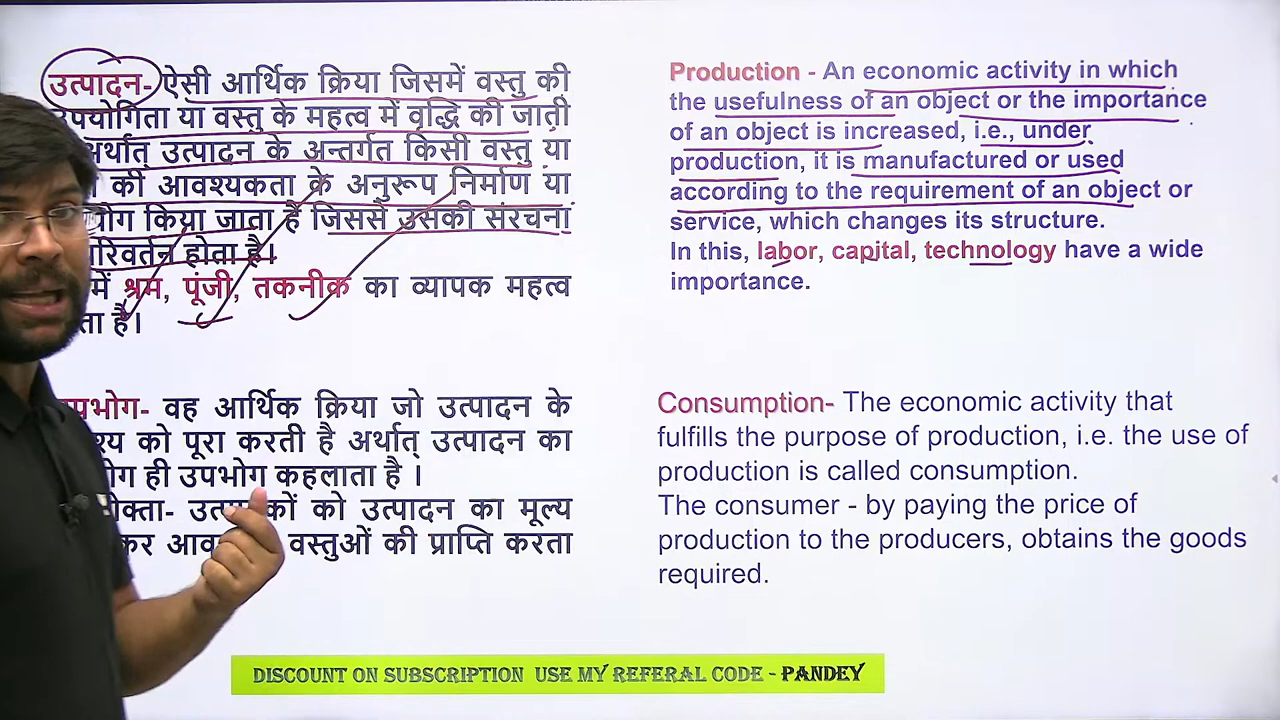 उत्पादन- ऐसी आर्थिक क्रिया जिसमें वस्तु की
उपयोगिता या वस्तु के महत्व में वृद्धि की जाती
अर्थात् उत्पादन के अन्तर्गत किसी वस्तु या
की आवश्यकता के अनुरूप निर्माण या
किया जाता है जिससे उसकी संरचना
होता है।
में श्रम, पूंजी, तकनीक का व्यापक महत्व
है।
उपभोग- वह आर्थिक क्रिया जो उत्पादन के
को पूरा करती है अर्थात् उत्पादन का
ही उपभोग कहलाता है ।
को उत्पादन का मूल्य
वस्तुओं की प्राप्ति करता
Production - An economic activity in which
the usefulness of an object or the importance
of an object is increased, i.e., under
production, it is manufactured or used
according to the requirement of an object or
service, which changes its structure.
In this, labor, capital, technology have a wide
importance.
Consumption- The economic activity that
fulfills the purpose of production, i.e. the use of
production is called consumption.
The consumer - by paying the price of
production to the producers, obtains the goods
required.
DISCOUNT ON SUBSCRIPTION USE MY REFERAL CODE - PANDEY